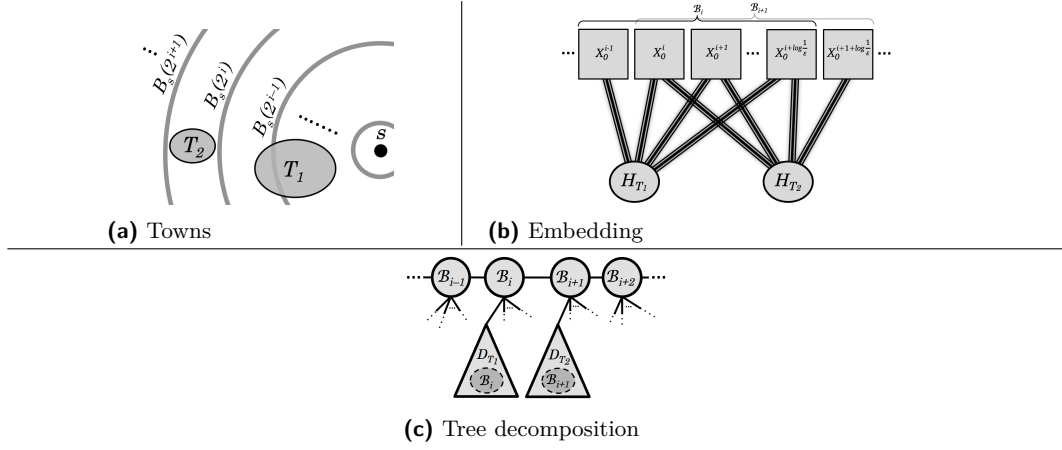 B_s(2^{i+1})
B_s(2^i)
B_s(2^{i-1})
s
T_2
T_1
(a) Towns
ℬ_i
ℬ_{i+1}
... X_0^{i-1} X_0^i X_0^{i+1} ... X_0^{i+log 1/ε} X_0^{i+1+log 1/ε} ...
H_{T_1} H_{T_2}
(b) Embedding
... ℬ_{i-1} ℬ_i ℬ_{i+1} ℬ_{i+2} ...
D_{T_1} D_{T_2}
ℬ_i ℬ_{i+1}
(c) Tree decomposition